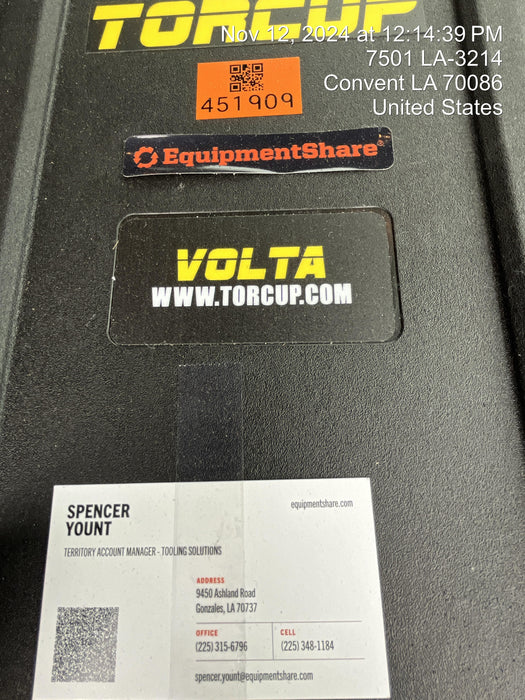 TORCUP
Nov 12, 2024 at 12:14:39 PM
7501 LA-3214
Convent LA 70086
United States
451909
EquipmentShare®
VOLTA
WWW.TORCUP.COM
SPENCER
YOUNT
equipmentshare.com
TERRITORY ACCOUNT MANAGER - TOOLING SOLUTIONS
ADDRESS
9450 Ashland Road
Gonzales, LA 70737
OFFICE
(225) 315-6796
CELL
(225) 348-1184
spencer.yount@equipmentshare.com